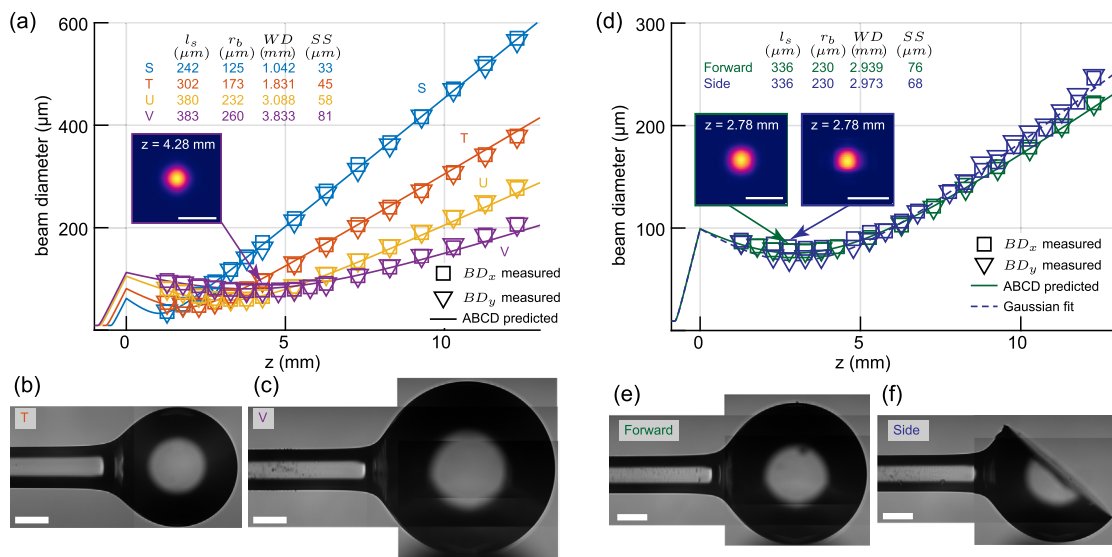 (a)
600
400
200
0
5
10
beam diameter (μm)
z (mm)
l_s r_b WD SS
(μm) (μm) (mm) (μm)
S 242 125 1.042 33
T 302 173 1.831 45
U 380 232 3.088 58
V 383 260 3.833 81
z = 4.28 mm
S
T
U
V
BD_x measured
BD_y measured
ABCD predicted
(d)
300
200
100
0
0
5
10
beam diameter (μm)
z (mm)
l_s r_b WD SS
(μm) (μm) (mm) (μm)
Forward 336 230 2.939 76
Side 336 230 2.973 68
z = 2.78 mm
z = 2.78 mm
BD_x measured
BD_y measured
ABCD predicted
Gaussian fit
(b)
T
(c)
V
(e)
Forward
(f)
Side